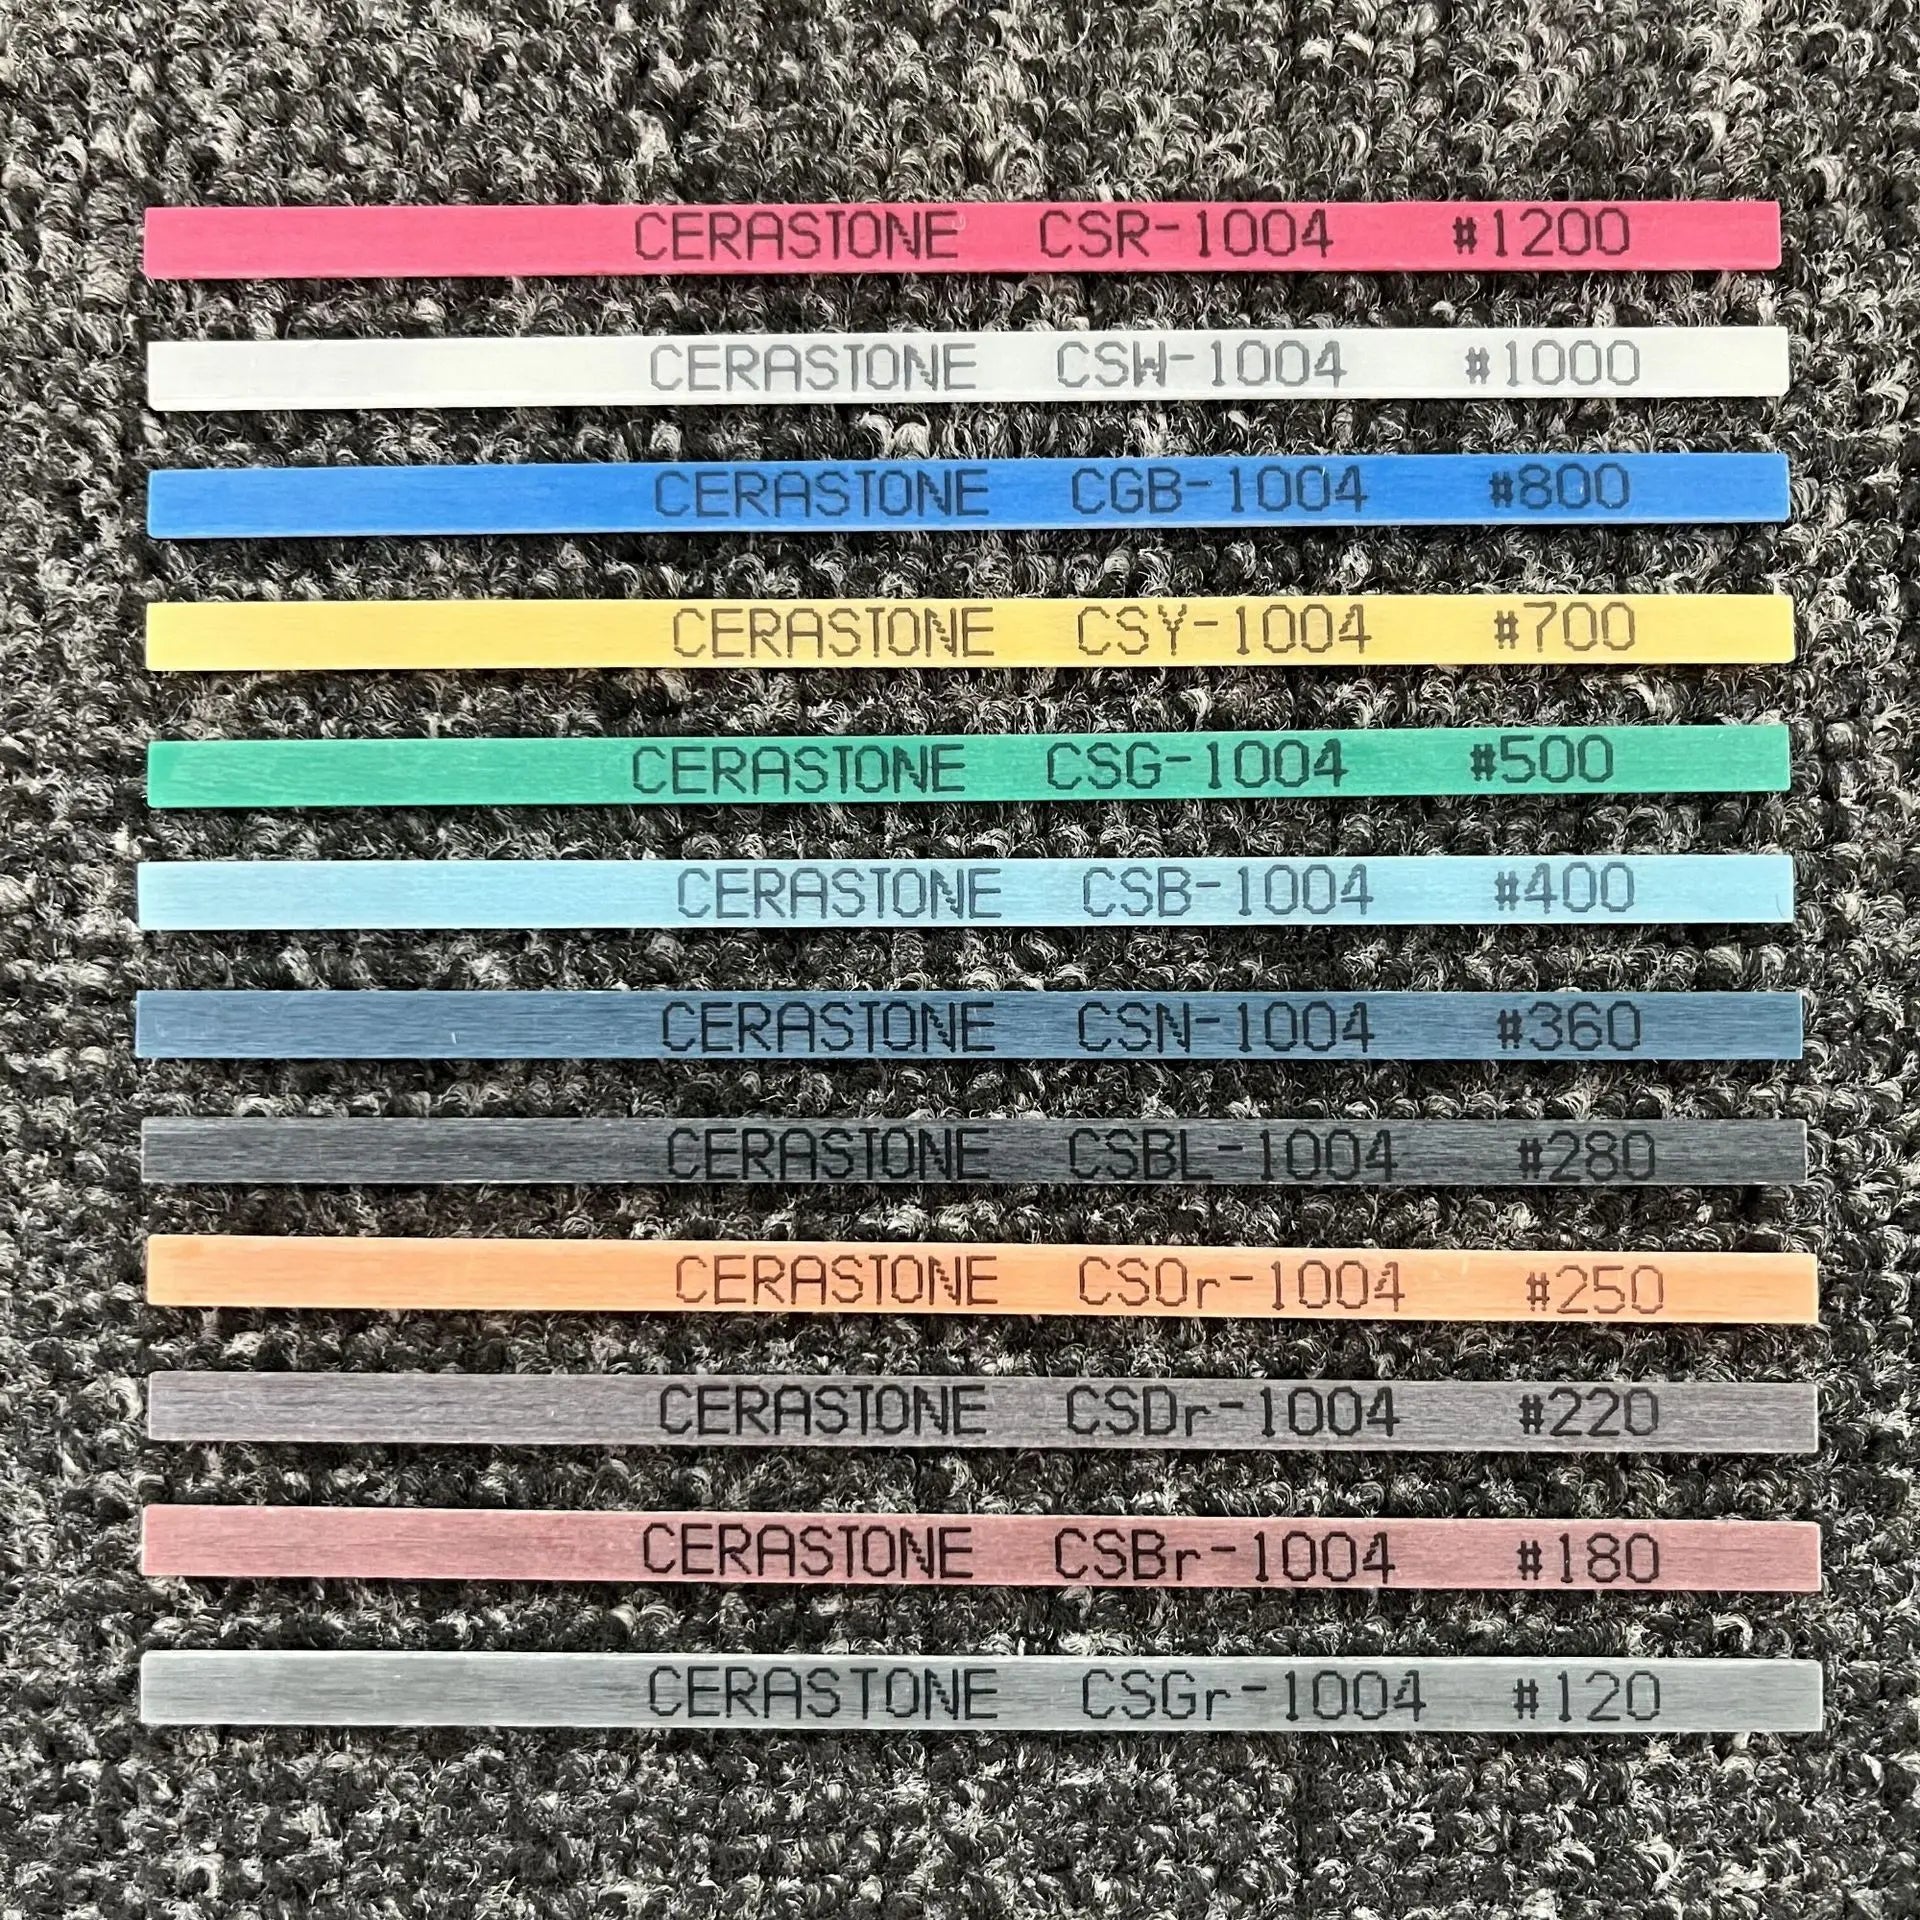 CERASTONE CSR-1004 #1200
CERASTONE CSW-1004 #1000
CERASTONE CGB-1004 #800
CERASTONE CSY-1004 #700
CERASTONE CSG-1004 #500
CERASTONE CSB-1004 #400
CERASTONE CSN-1004 #360
CERASTONE CSBL-1004 #280
CERASTONE CSOr-1004 #250
CERASTONE CSDr-1004 #220
CERASTONE CSBr-1004 #180
CERASTONE CSGr-1004 #120